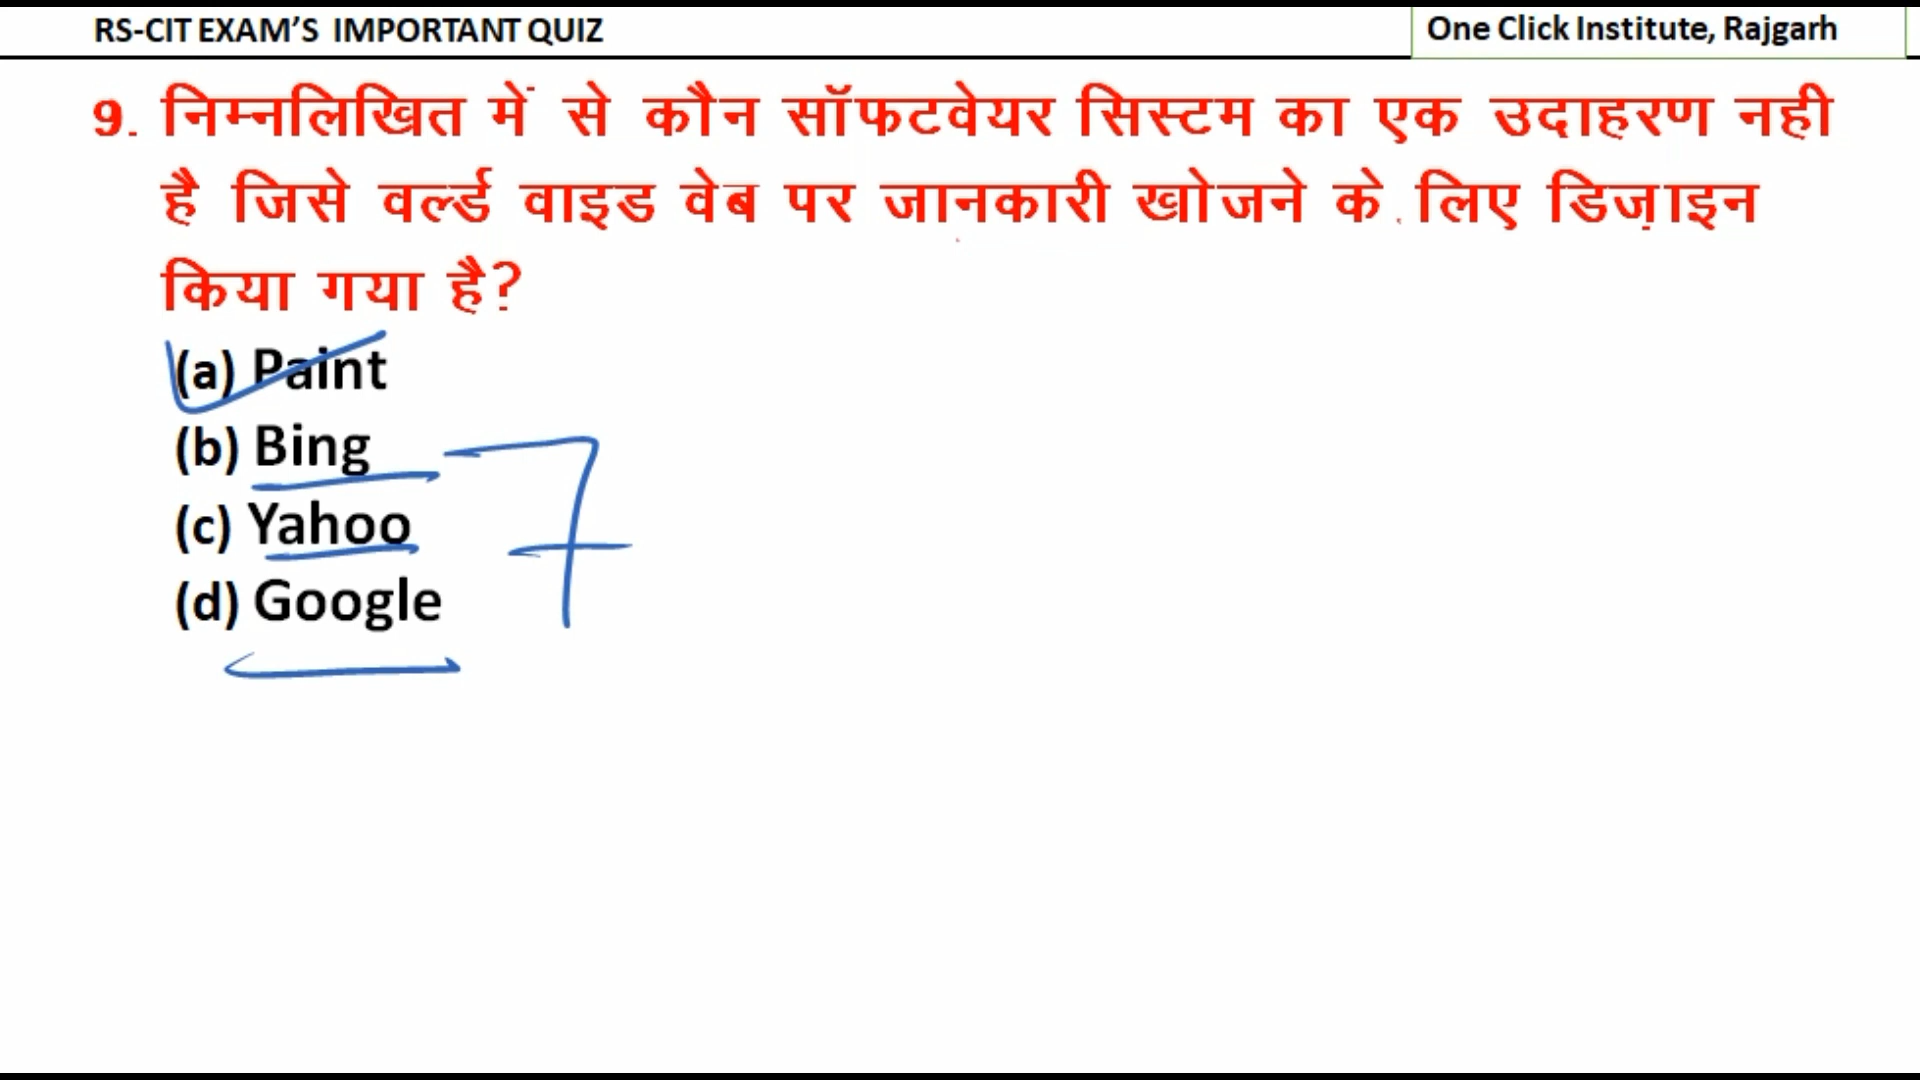 RS-CIT EXAM’S IMPORTANT QUIZ
One Click Institute, Rajgarh
9. निम्नलिखित में से कौन सॉफटवेयर सिस्टम का एक उदाहरण नही
है जिसे वर्ल्ड वाइड वेब पर जानकारी खोजने के लिए डिज़ाइन
किया गया है?
(a) Paint
(b) Bing
(c) Yahoo
(d) Google